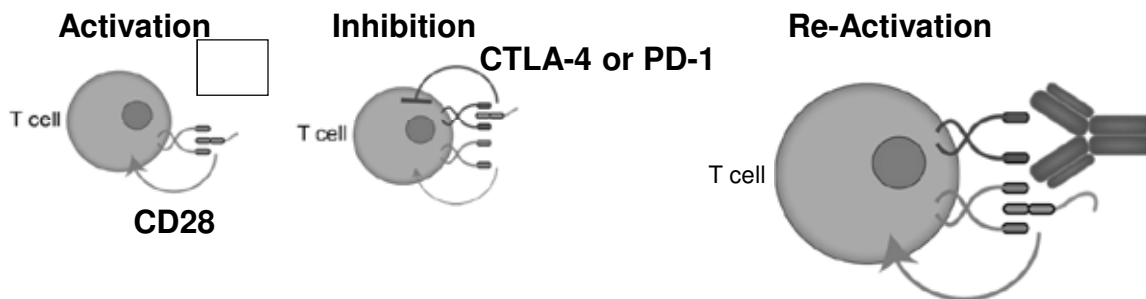 Activation
Inhibition
Re-Activation
CTLA-4 or PD-1
T cell
T cell
T cell
CD28